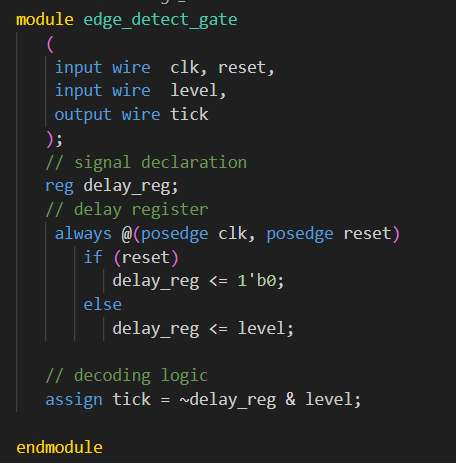 module edge_detect_gate
(
input wire  clk, reset,
input wire  level,
output wire tick
);
// signal declaration
reg delay_reg;
// delay register
always @(posedge clk, posedge reset)
if (reset)
delay_reg <= 1'b0;
else
delay_reg <= level;
// decoding logic
assign tick = ~delay_reg & level;
endmodule